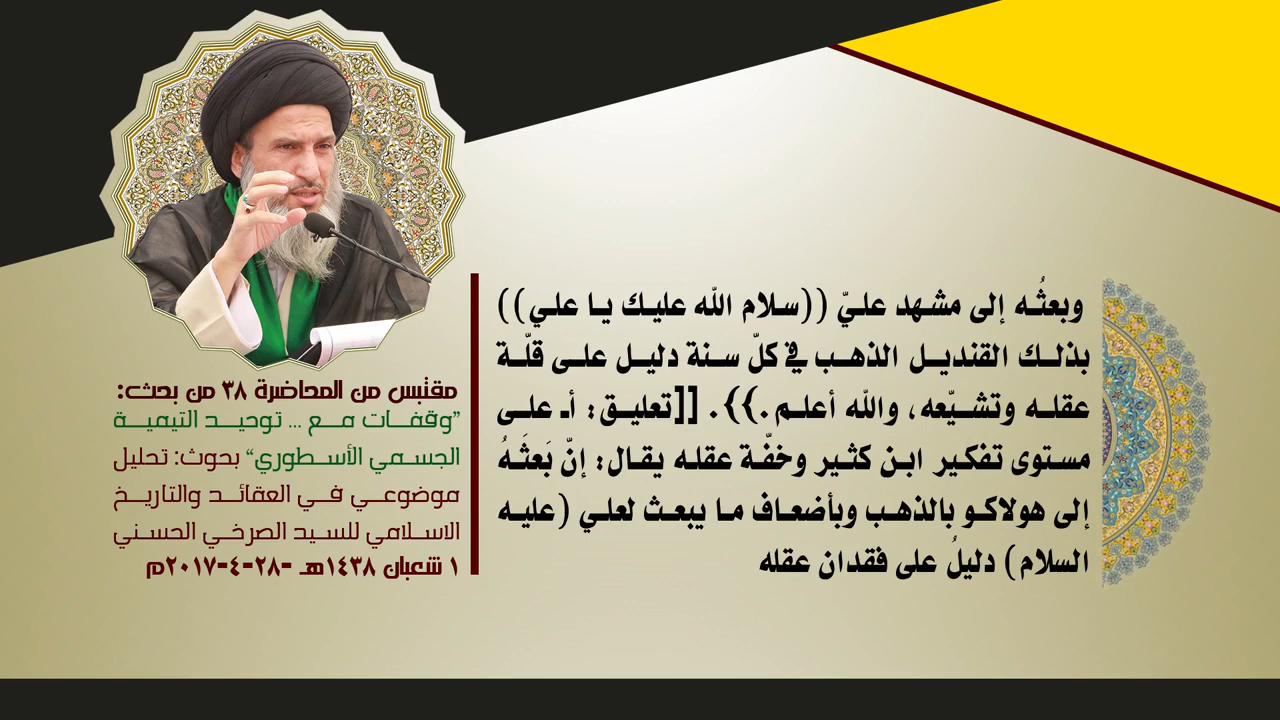 وبعثُـه إلى مشهد عليّ ((سلام الله عليك يا علي))
بذلك القنديل الذهب في كلّ سنة دليل على قلّة
عقله وتشيّعه، والله أعلم.}}. [[تعليق: أـ على
مستوى تفكير ابن كثير وخفّة عقله يقال: إنّ بَعثَـهُ
إلى هولاكو بالذهب وبأضعاف ما يبعث لعلي (عليه
السلام) دليلُ على فقدان عقله
مقتبس من المحاضرة ٣٨ من بحث:
”وقفات مع ... توحيد التيمية
الجسمي الأسطوري“ بحوث: تحليل
موضوعي في العقائد والتاريخ
الاسلامي للسيد الصرخي الحسني
١ شعبان ١٤٣٨هـ -٢٨-٤-٢٠١٧م